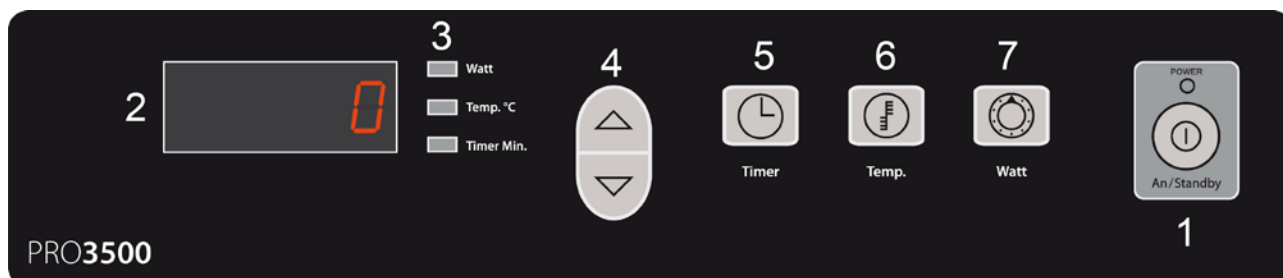 2
0
3
Watt
Temp. °C
Timer Min.
4
5
Timer
6
Temp.
7
Watt
POWER
An/Standby
1
PRO3500